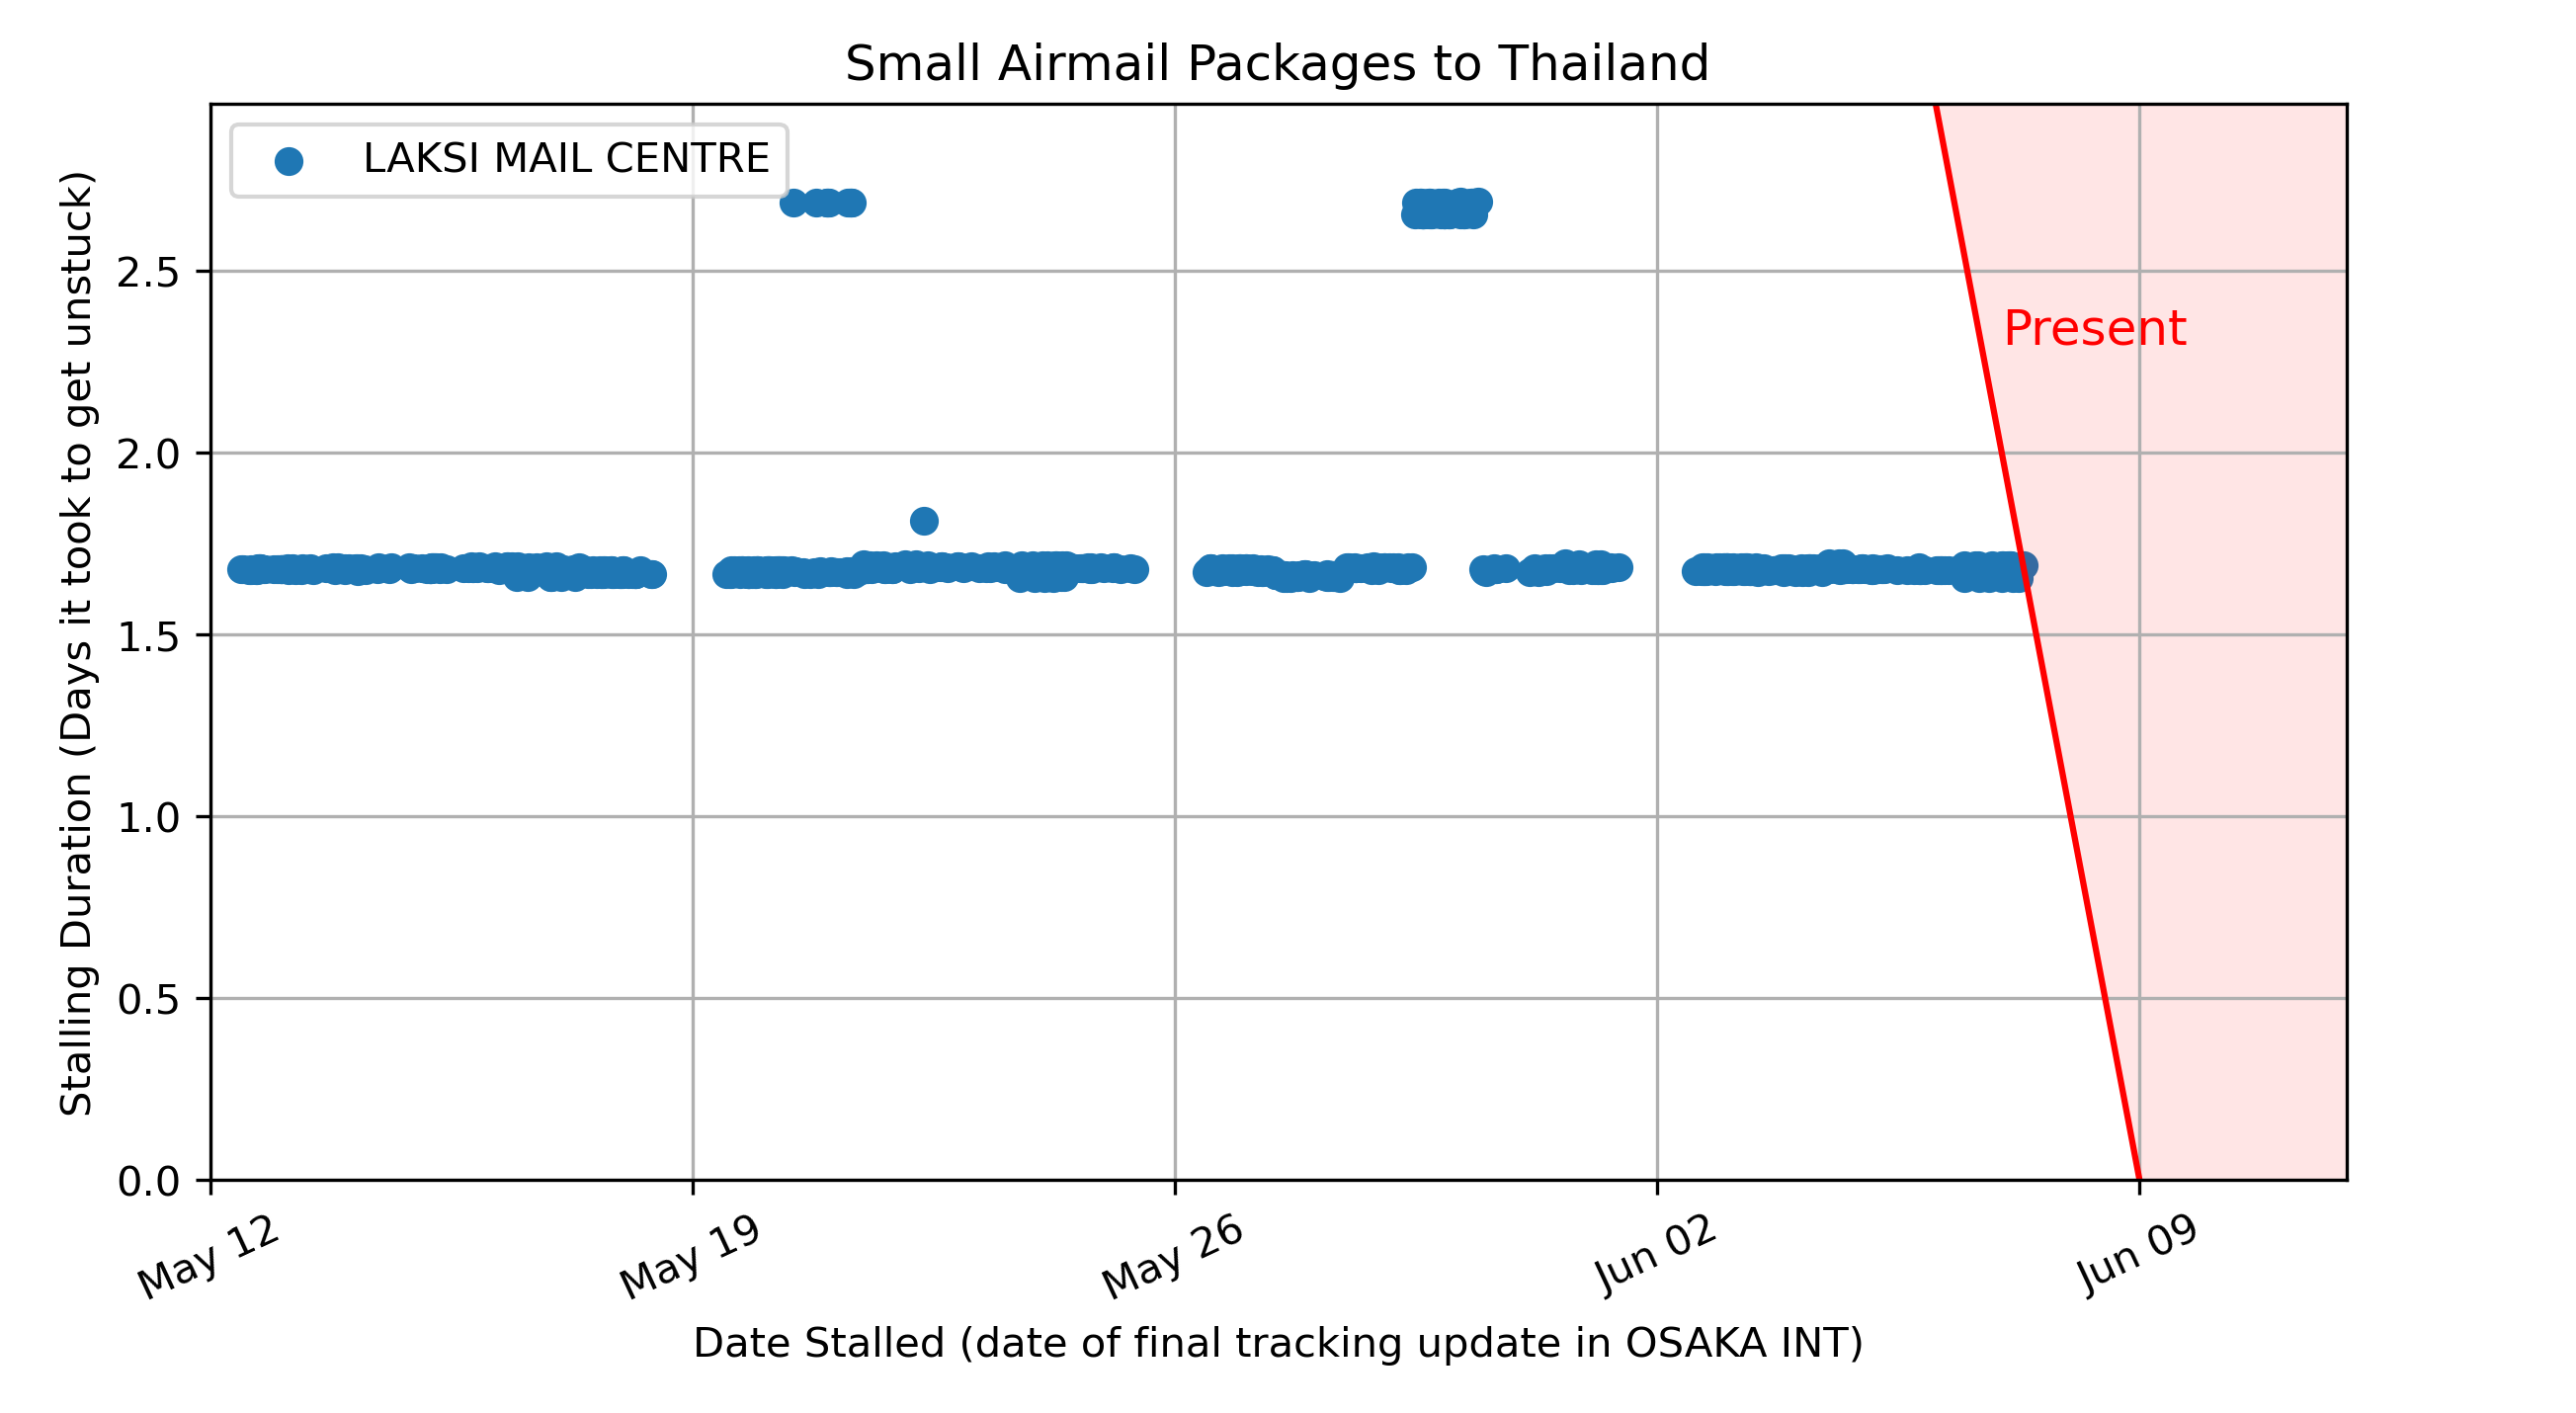 Small Airmail Packages to Thailand
LAKSI MAIL CENTRE
Present
Stalling Duration (Days it took to get unstuck)
2.5
2.0
1.5
1.0
0.5
0.0
May 12
May 19
May 26
Jun 02
Jun 09
Date Stalled (date of final tracking update in OSAKA INT)